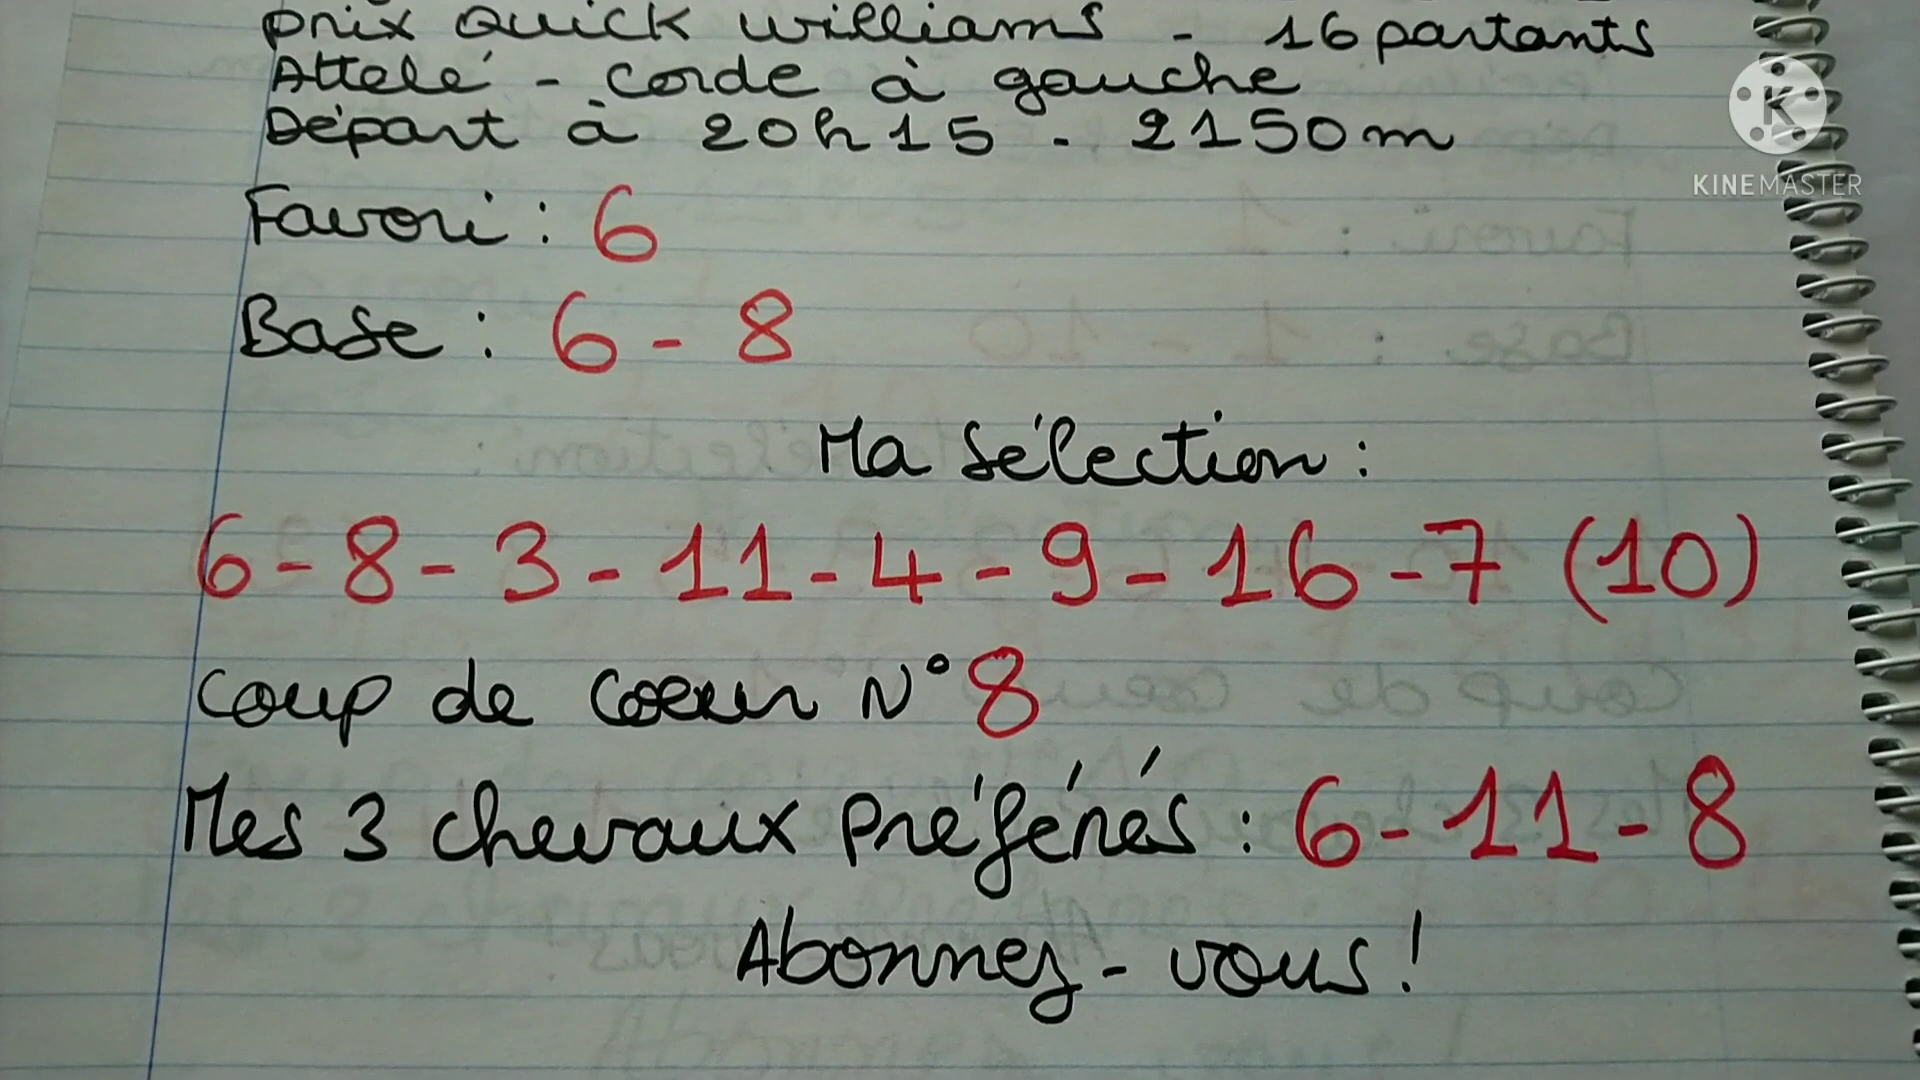 Prix Quick Williams - 16 partants
Attelé - Corde à gauche
Départ à 20h15 - 2150m
Favori : 6
Base : 6 - 8
Ma Sélection :
6 - 8 - 3 - 11 - 4 - 9 - 16 - 7 (10)
Coup de coeur N° 8
Mes 3 chevaux préférés : 6 - 11 - 8
Abonnez-vous !
K
KINEMASTER